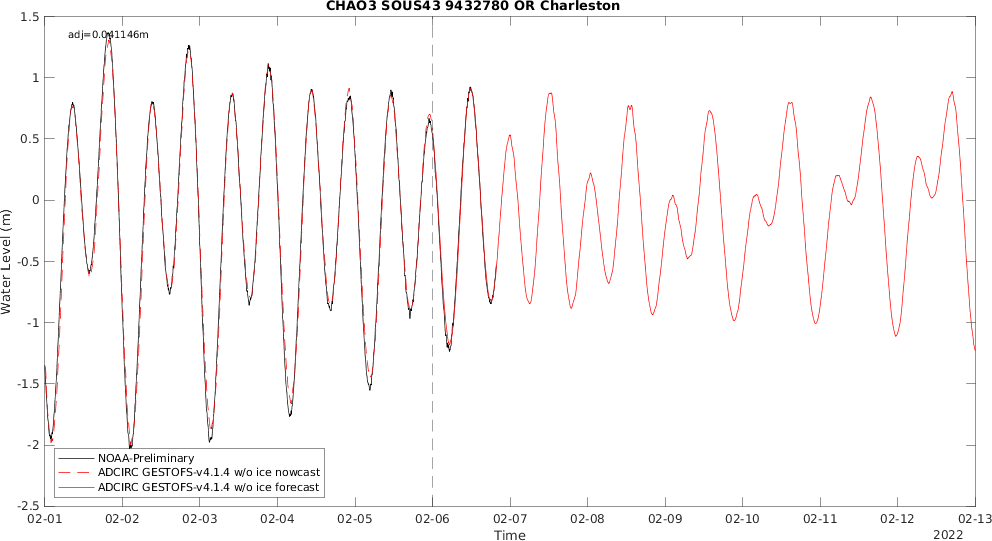 CHAO3 SOUS43 9432780 OR Charleston
adj=0.041146m
1.5
1
0.5
0
-0.5
-1
-1.5
-2
-2.5
Water Level (m)
NOAA-Preliminary
ADCIRC GESTOFS-v4.1.4 w/o ice nowcast
ADCIRC GESTOFS-v4.1.4 w/o ice forecast
02-01 02-02 02-03 02-04 02-05 02-06 02-07 02-08 02-09 02-10 02-11 02-12 02-13
Time
2022